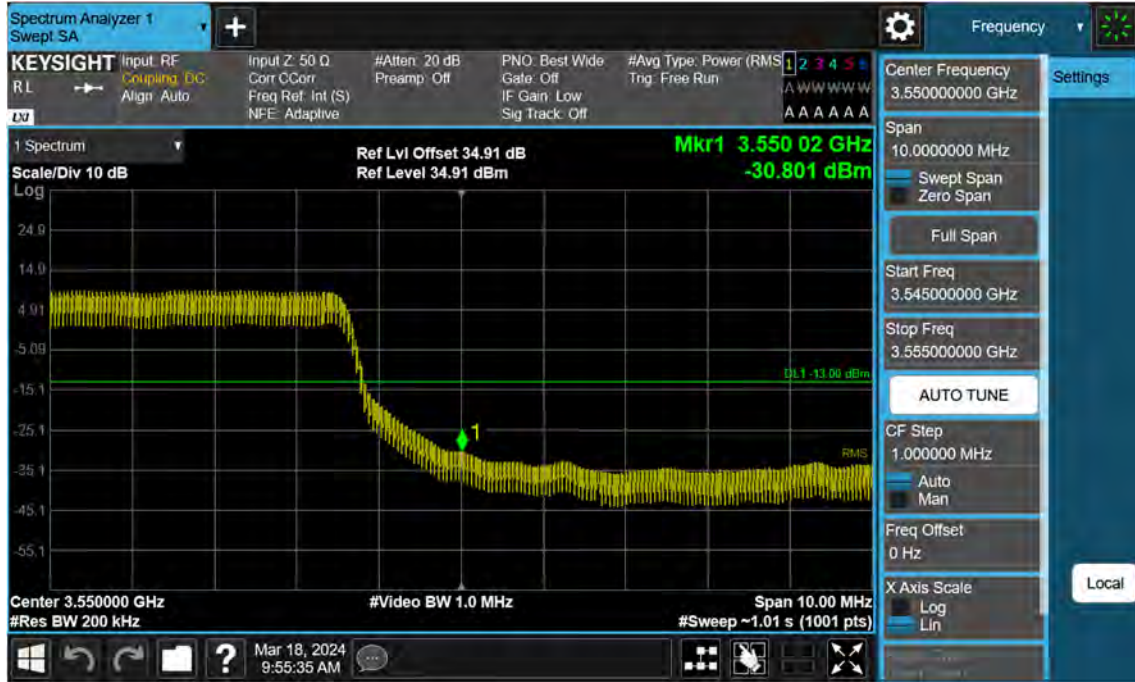 Spectrum Analyzer 1
Swept SA
Frequency
KEYSIGHT
RL
LXI
Input: RF
Coupling: DC
Align: Auto
Input Z: 50 Ω
Corr CCorr
Freq Ref: Int (S)
NFE: Adaptive
#Atten: 20 dB
Preamp: Off
PNO: Best Wide
Gate: Off
IF Gain: Low
Sig Track: Off
#Avg Type: Power (RMS
Trig: Free Run
1 2 3 4 5 6
A W W W W W
A A A A A A
Center Frequency
3.550000000 GHz
Settings
1 Spectrum
Scale/Div 10 dB
Log
Ref Lvl Offset 34.91 dB
Ref Level 34.91 dBm
Mkr1 3.550 02 GHz
-30.801 dBm
Span
10.0000000 MHz
Swept Span
Zero Span
Full Span
Start Freq
3.545000000 GHz
Stop Freq
3.555000000 GHz
AUTO TUNE
CF Step
1.000000 MHz
Auto
Man
Freq Offset
0 Hz
X Axis Scale
Log
Lin
Local
24.9
14.9
4.91
-5.09
-15.1
-25.1
-35.1
-45.1
-55.1
DL1 -13.00 dBm
1
RMS
Center 3.550000 GHz
#Res BW 200 kHz
#Video BW 1.0 MHz
Span 10.00 MHz
#Sweep ~1.01 s (1001 pts)
?
Mar 18, 2024
9:55:35 AM